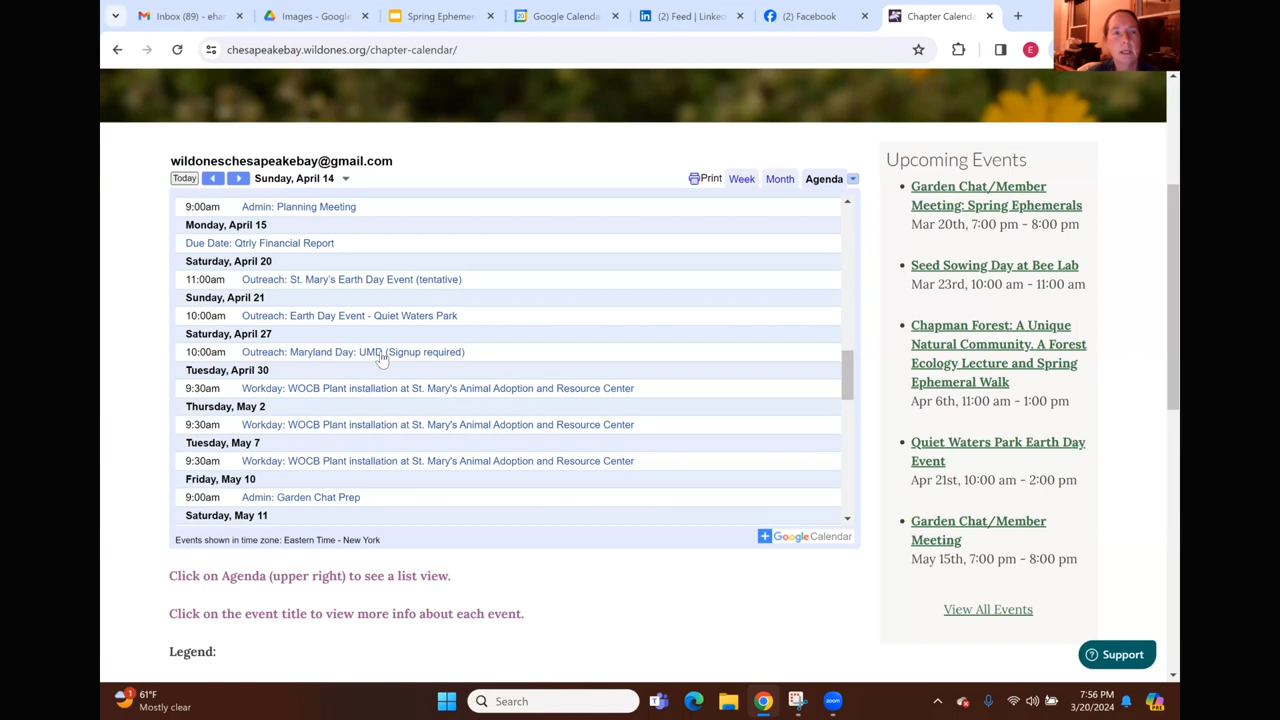 Inbox (89) - eha
Images - Google
Spring Ephemer
Google Calenda
(2) Feed | Linke
(2) Facebook
Chapter Calenda
chesapeakebay.wildones.org/chapter-calendar/
E
wildoneschesapeakebay@gmail.com
Today Sunday, April 14 Print Week Month Agenda
9:00am Admin: Planning Meeting
Monday, April 15
Due Date: Qtrly Financial Report
Saturday, April 20
11:00am Outreach: St. Mary's Earth Day Event (tentative)
Sunday, April 21
10:00am Outreach: Earth Day Event - Quiet Waters Park
Saturday, April 27
10:00am Outreach: Maryland Day: UMD (Signup required)
Tuesday, April 30
9:30am Workday: WOCB Plant installation at St. Mary's Animal Adoption and Resource Center
Thursday, May 2
9:30am Workday: WOCB Plant installation at St. Mary's Animal Adoption and Resource Center
Tuesday, May 7
9:30am Workday: WOCB Plant installation at St. Mary's Animal Adoption and Resource Center
Friday, May 10
9:00am Admin: Garden Chat Prep
Saturday, May 11
Events shown in time zone: Eastern Time - New York
Google Calendar
Click on Agenda (upper right) to see a list view.
Click on the event title to view more info about each event.
Legend:
Upcoming Events
Garden Chat/Member
Meeting: Spring Ephemerals
Mar 20th, 7:00 pm - 8:00 pm
Seed Sowing Day at Bee Lab
Mar 23rd, 10:00 am - 11:00 am
Chapman Forest: A Unique
Natural Community. A Forest
Ecology Lecture and Spring
Ephemeral Walk
Apr 6th, 11:00 am - 1:00 pm
Quiet Waters Park Earth Day
Event
Apr 21st, 10:00 am - 2:00 pm
Garden Chat/Member
Meeting
May 15th, 7:00 pm - 8:00 pm
View All Events
Support
1
61°F
Mostly clear
Search
zoom
7:56 PM
3/20/2024
PRE